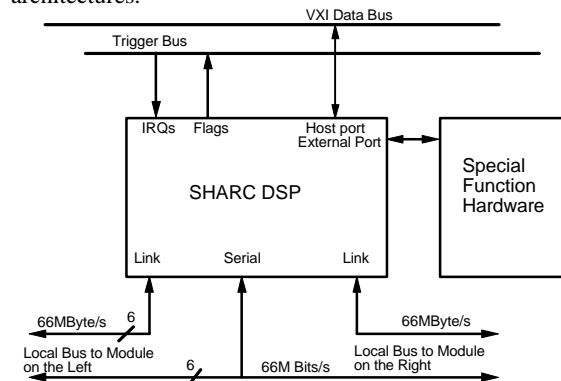 architectures.
VXI Data Bus
Trigger Bus
IRQs Flags Host port
External Port
SHARC DSP
Special
Function
Hardware
Link Serial Link
66MByte/s 6 66MByte/s
Local Bus to Module
on the Left
Local Bus to Module
on the Right
6 66M Bits/s